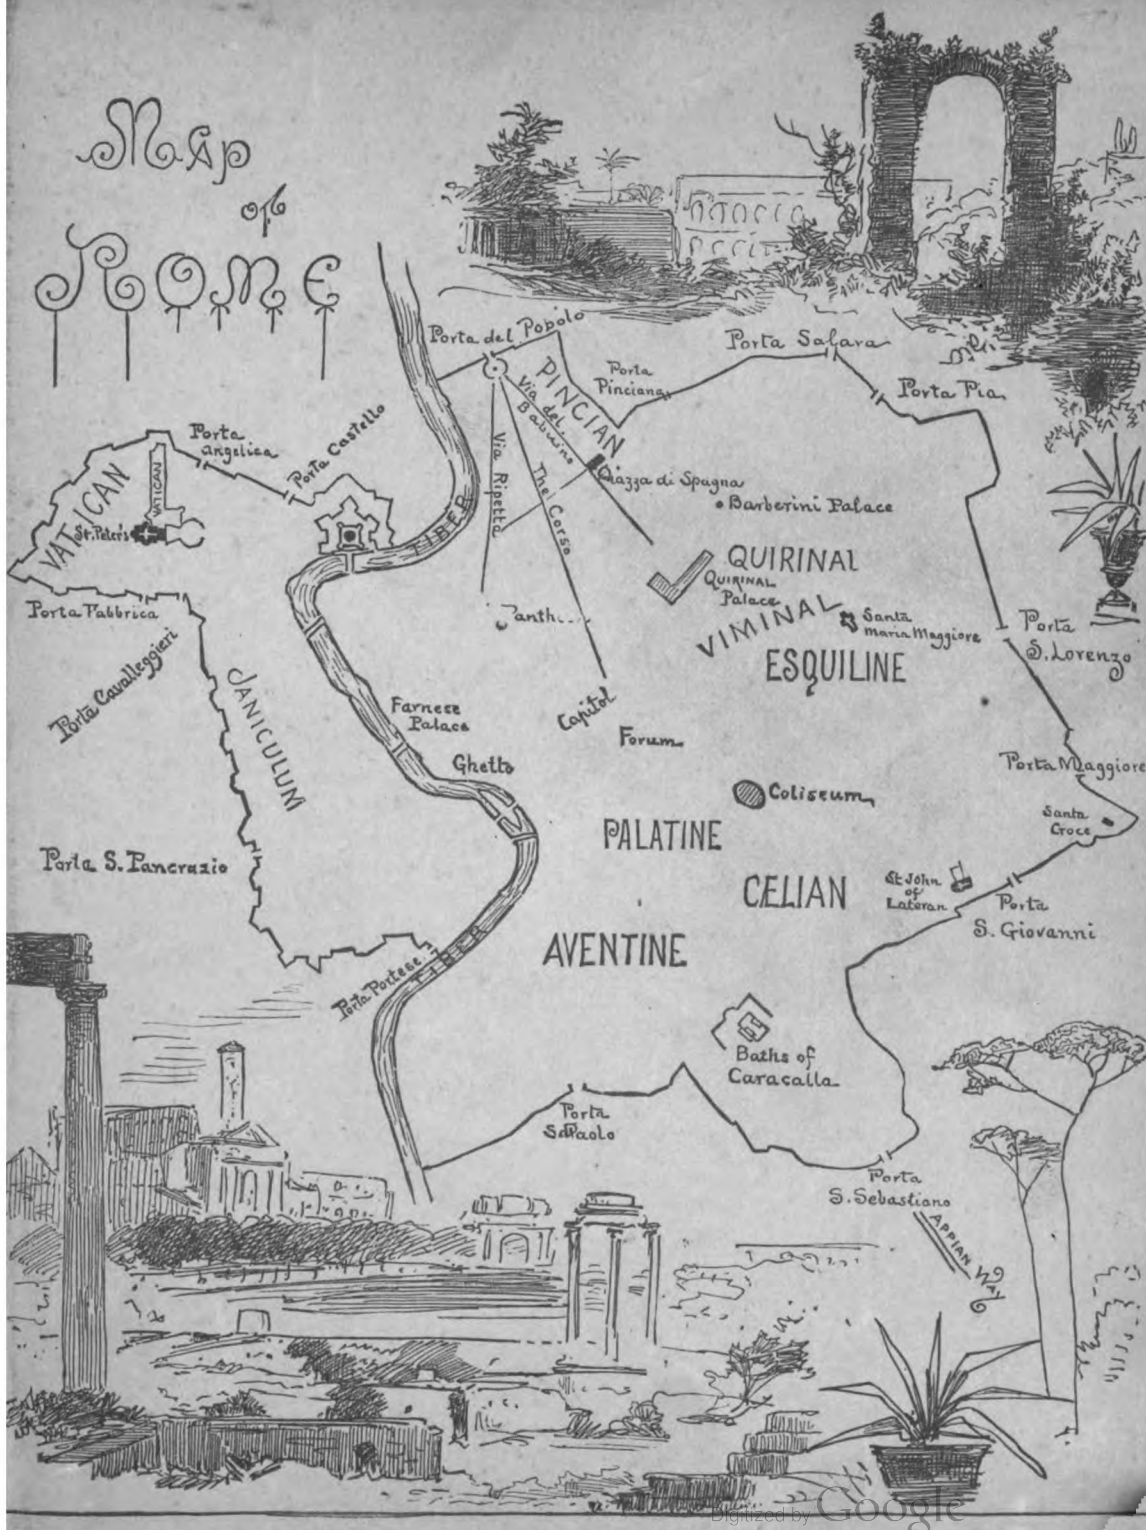 Map
of
ROME
Porta del Popolo
Porta Salara
Porta
Pinciana
Porta Pia
PINCIAN
Via del
Babuino
Porta
Angelica
Porta Castello
Via Ripetta
The Corso
Piazza di Spagna
Barberini Palace
VATICAN
VATICAN
St. Peter's
TIBER
QUIRINAL
QUIRINAL
Palace
Porta Fabbrica
Porta Cavalleggieri
Panth
VIMINAL
Santa
Maria Maggiore
ESQUILINE
Porta
S. Lorenzo
JANICULUM
Farnese
Palace
Capitol
Forum
Ghetto
Porta Maggiore
Coliseum
Santa
Croce
PALATINE
Porta S. Pancrazio
CÆLIAN
St John
of
Lateran
Porta
S. Giovanni
AVENTINE
TIBER
Porta Portese
Baths of
Caracalla
Porta
S. Paolo
Porta
S. Sebastiano
APPIAN WAY
Digitized by Google